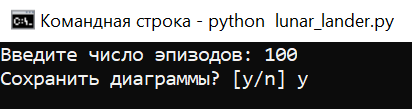 Командная строка - python lunar_lander.py
Введите число эпизодов: 100
Сохранить диаграммы? [y/n] y